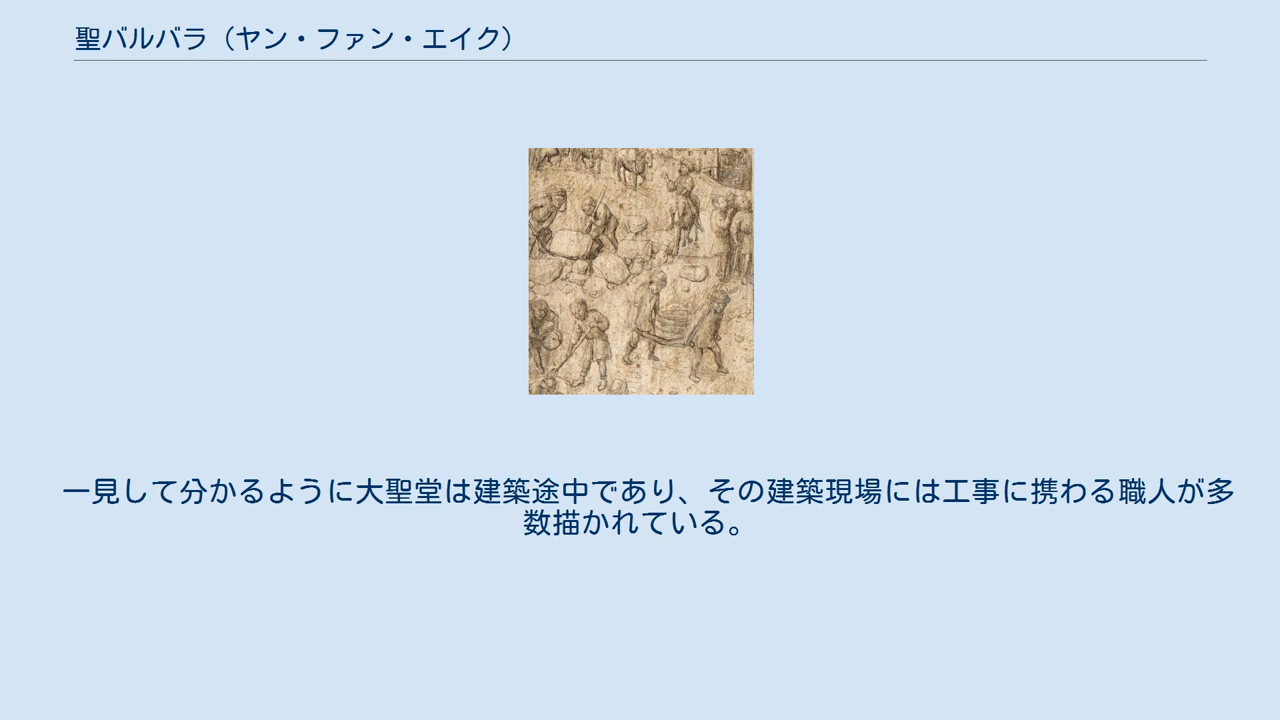 聖バルバラ（ヤン・ファン・エイク）
一見して分かるように大聖堂は建築途中であり、その建築現場には工事に携わる職人が多
数描かれている。